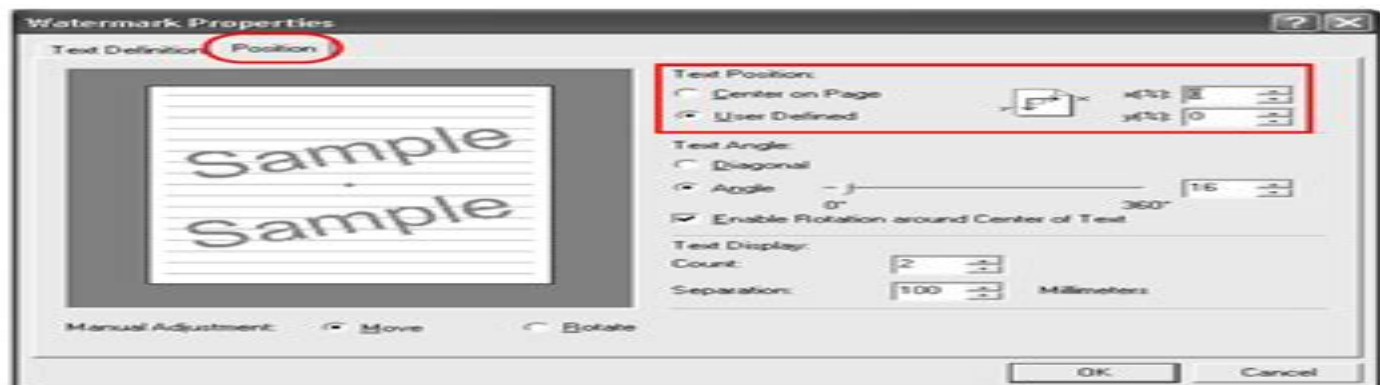 Watermark Properties
Text Definition Position
Sample
Sample
Manual Adjustment: Move Rotate
Text Position:
Center on Page x(%):
User Defined y(%): 0
Text Angle:
Diagonal
Angle 16
0° 360°
Enable Rotation around Center of Text
Text Display:
Count: 2
Separation: 100 Millimeters
OK Cancel